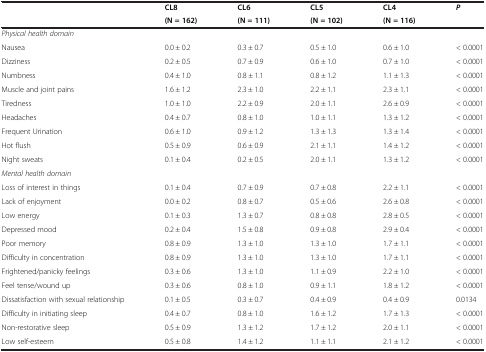 CL8 CL6 CL5 CL4 P
(N = 162) (N = 111) (N = 102) (N = 116)
Physical health domain
Nausea 0.0 ± 0.2 0.3 ± 0.7 0.5 ± 1.0 0.6 ± 1.0 < 0.0001
Dizziness 0.2 ± 0.5 0.7 ± 0.9 0.6 ± 1.0 0.7 ± 1.0 < 0.0001
Numbness 0.4 ± 1.0 0.8 ± 1.1 0.8 ± 1.2 1.1 ± 1.3 < 0.0001
Muscle and joint pains 1.6 ± 1.2 2.3 ± 1.0 2.2 ± 1.1 2.3 ± 1.1 < 0.0001
Tiredness 1.0 ± 1.0 2.2 ± 0.9 2.0 ± 1.1 2.6 ± 0.9 < 0.0001
Headaches 0.4 ± 0.7 0.8 ± 1.0 1.0 ± 1.1 1.3 ± 1.2 < 0.0001
Frequent Urination 0.6 ± 1.0 0.9 ± 1.2 1.3 ± 1.3 1.3 ± 1.4 < 0.0001
Hot flush 0.5 ± 0.9 0.6 ± 0.9 2.1 ± 1.1 1.4 ± 1.2 < 0.0001
Night sweats 0.1 ± 0.4 0.2 ± 0.5 2.0 ± 1.1 1.3 ± 1.2 < 0.0001
Mental health domain
Loss of interest in things 0.1 ± 0.4 0.7 ± 0.9 0.7 ± 0.8 2.2 ± 1.1 < 0.0001
Lack of enjoyment 0.0 ± 0.2 0.8 ± 0.7 0.5 ± 0.6 2.6 ± 0.8 < 0.0001
Low energy 0.1 ± 0.3 1.3 ± 0.7 0.8 ± 0.8 2.8 ± 0.5 < 0.0001
Depressed mood 0.2 ± 0.4 1.5 ± 0.8 0.9 ± 0.8 2.9 ± 0.4 < 0.0001
Poor memory 0.8 ± 0.9 1.3 ± 1.0 1.3 ± 1.0 1.7 ± 1.1 < 0.0001
Difficulty in concentration 0.8 ± 0.9 1.3 ± 1.0 1.3 ± 1.0 1.7 ± 1.1 < 0.0001
Frightened/panicky feelings 0.3 ± 0.6 1.3 ± 1.0 1.1 ± 0.9 2.2 ± 1.0 < 0.0001
Feel tense/wound up 0.3 ± 0.6 0.8 ± 1.0 0.9 ± 1.1 1.8 ± 1.2 < 0.0001
Dissatisfaction with sexual relationship 0.1 ± 0.5 0.3 ± 0.7 0.4 ± 0.9 0.4 ± 0.9 0.0134
Difficulty in initiating sleep 0.4 ± 0.7 0.8 ± 1.0 1.6 ± 1.2 1.7 ± 1.3 < 0.0001
Non-restorative sleep 0.5 ± 0.9 1.3 ± 1.2 1.7 ± 1.2 2.0 ± 1.1 < 0.0001
Low self-esteem 0.5 ± 0.8 1.4 ± 1.2 1.1 ± 1.1 2.1 ± 1.2 < 0.0001